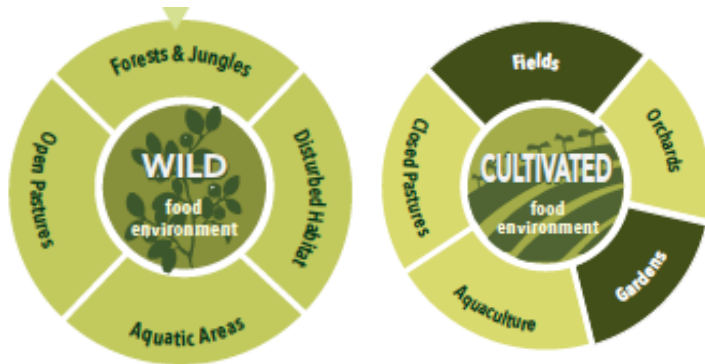 Forests & Jungles
Open Pastures
WILD
food
environment
Disturbed Habitat
Aquatic Areas
Fields
Closed Pastures
CULTIVATED
food
environment
Orchards
Gardens
Aquaculture